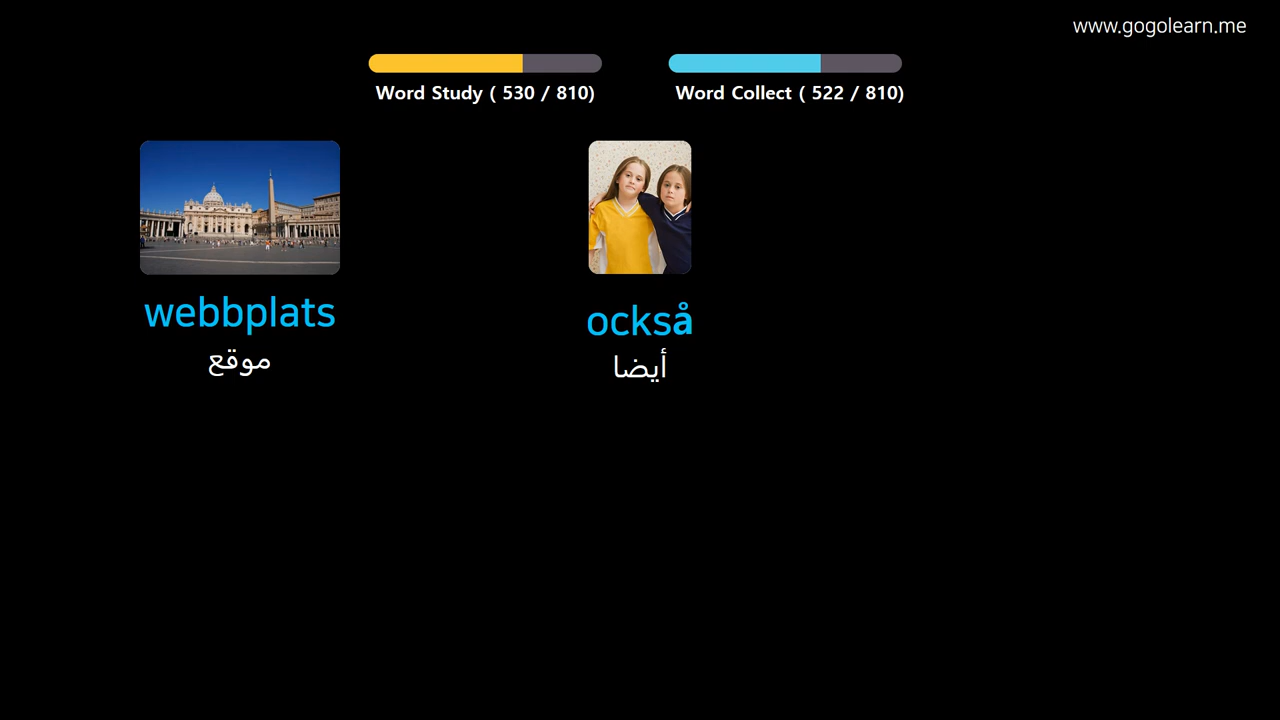 www.gogolearn.me
Word Study ( 530 / 810)
Word Collect ( 522 / 810)
webbplats
موقع
också
أيضا